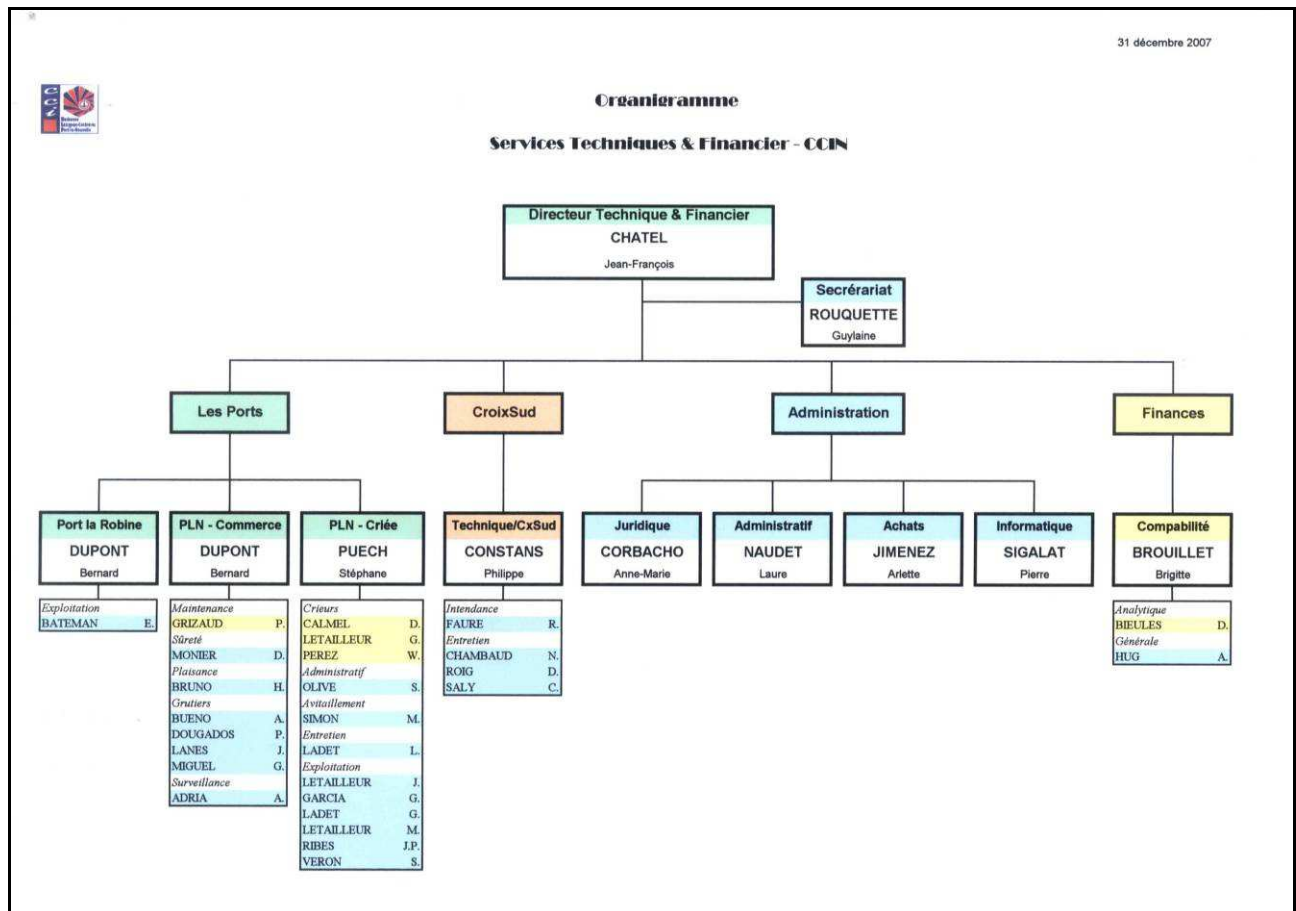 31 décembre 2007
CCI
Organigramme
Services Techniques & Financier - CCIN
Directeur Technique & Financier
CHATEL
Jean-François
Secrérariat
ROUQUETTE
Guylaine
Les Ports
CroixSud
Administration
Finances
Port la Robine
DUPONT
Bernard
Exploitation
BATEMAN E.
PLN - Commerce
DUPONT
Bernard
Maintenance
GRIZAUD P.
Sûreté
MONIER D.
Plaisance
BRUNO H.
Grutiers
BUENO A.
DOUGADOS P.
LANES J.
MIGUEL G.
Surveillance
ADRIA A.
PLN - Criée
PUECH
Stéphane
Crieurs
CALMEL D.
LETAILLEUR G.
PEREZ W.
Administratif
OLIVE S.
Avitaillement
SIMON M.
Entretien
LADET L.
Exploitation
LETAILLEUR J.
GARCIA G.
LADET G.
LETAILLEUR M.
RIBES J.P.
VERON S.
Technique/CxSud
CONSTANS
Philippe
Intendance
FAURE R.
Entretien
CHAMBAUD N.
ROIG D.
SALY C.
Juridique
CORBACHO
Anne-Marie
Administratif
NAUDET
Laure
Achats
JIMENEZ
Arlette
Informatique
SIGALAT
Pierre
Compabilité
BROUILLET
Brigitte
Analytique
BIEULES D.
Générale
HUG A.